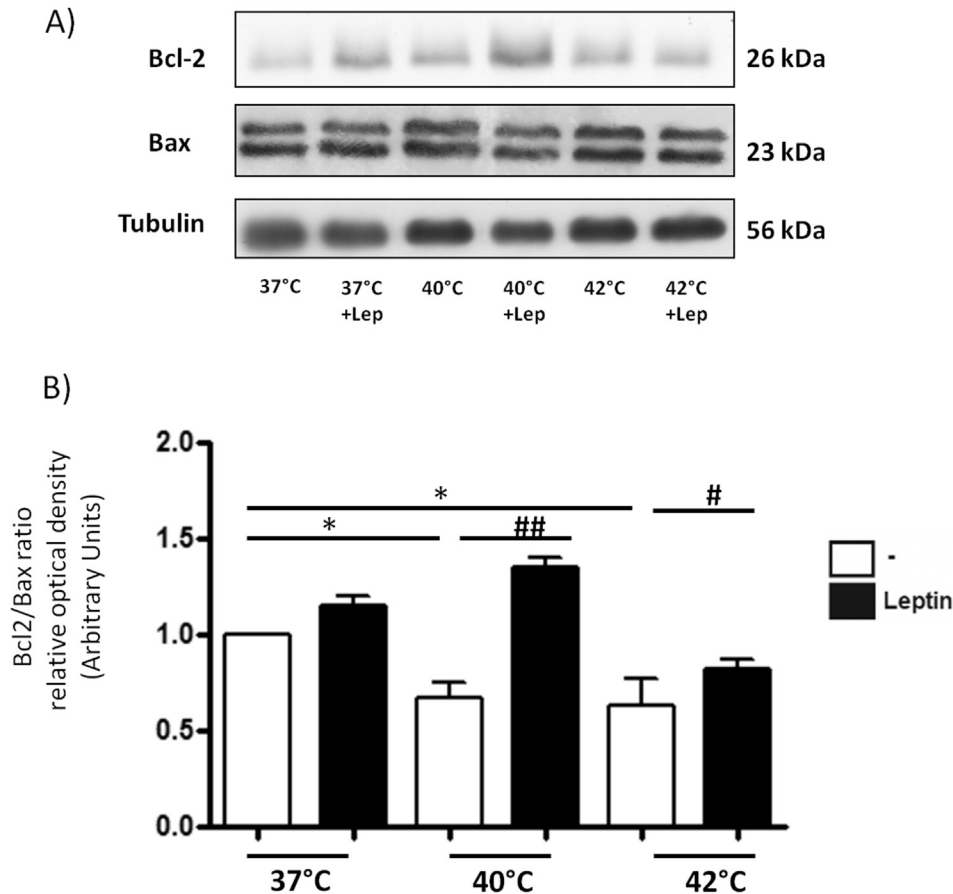 A)
Bcl-2
26 kDa
Bax
23 kDa
Tubulin
56 kDa
37°C 37°C 40°C 40°C 42°C 42°C
+Lep +Lep +Lep
B)
Bcl2/Bax ratio
relative optical density
(Arbitrary Units)
2.0
1.5
1.0
0.5
0.0
* #
* ##
-
Leptin
37°C 40°C 42°C